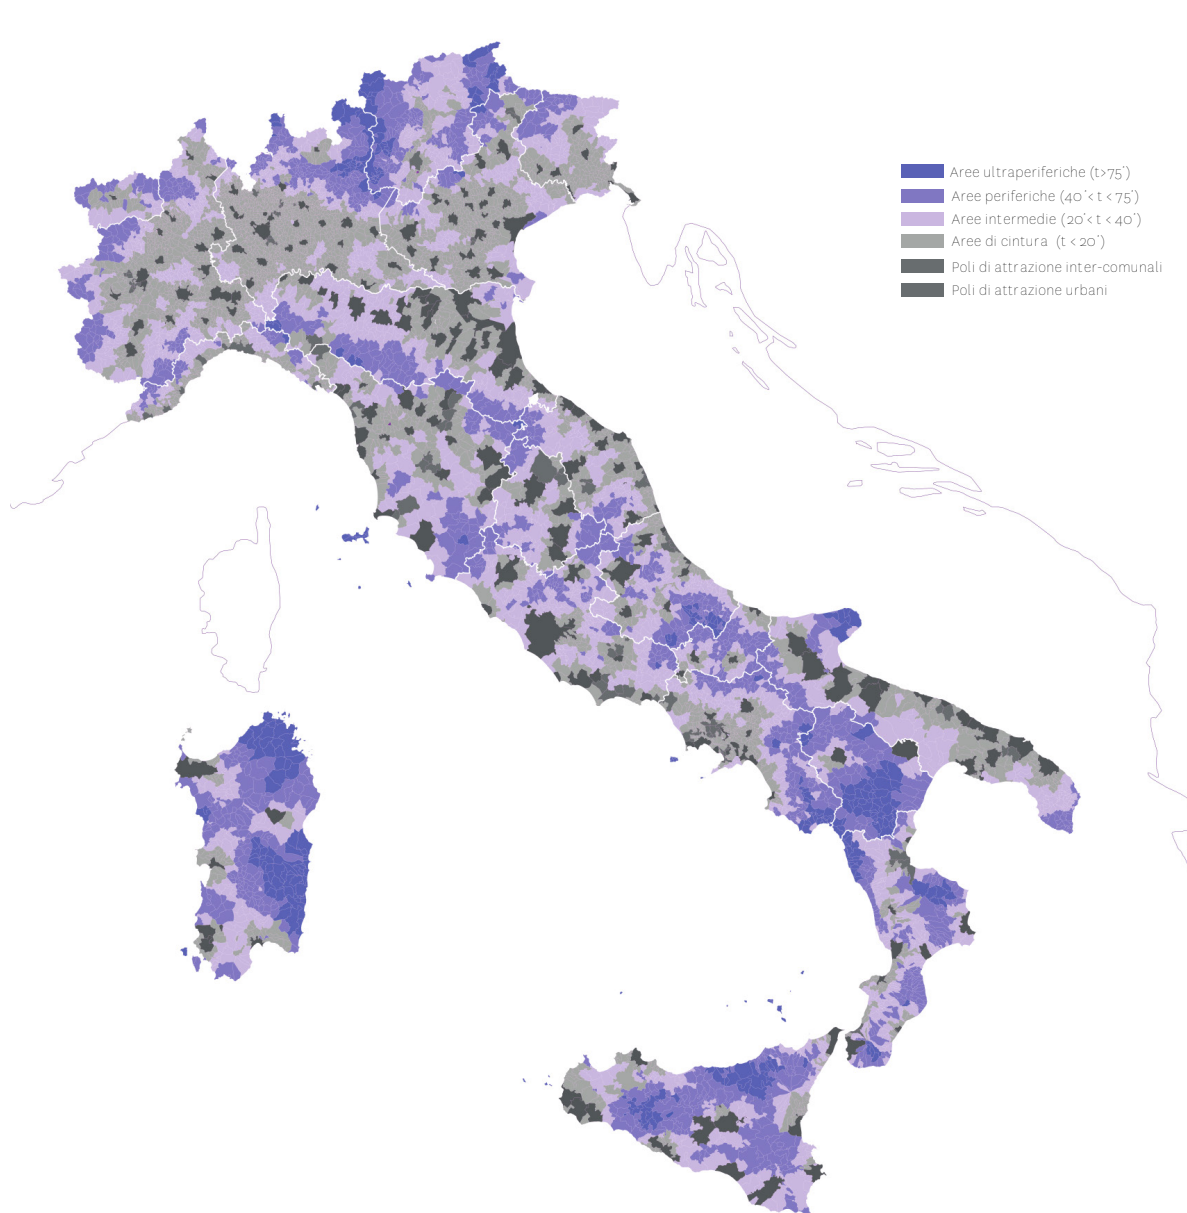 Aree ultraperiferiche (t>75')
Aree periferiche (40'< t < 75')
Aree intermedie (20'< t < 40')
Aree di cintura (t < 20')
Poli di attrazione inter-comunali
Poli di attrazione urbani